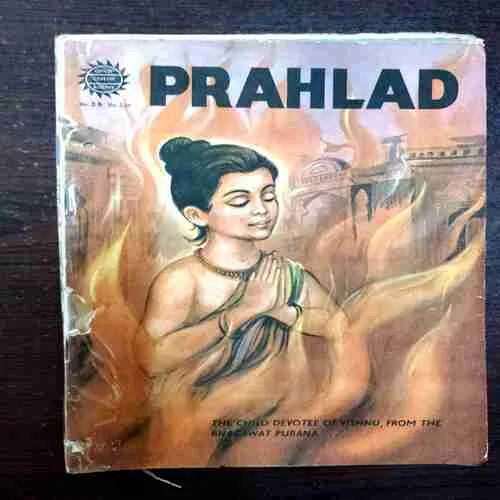 PRAHLAD
THE CHILD DEVOTEE OF VISHNU, FROM THE
BHAGAWAT PURANA